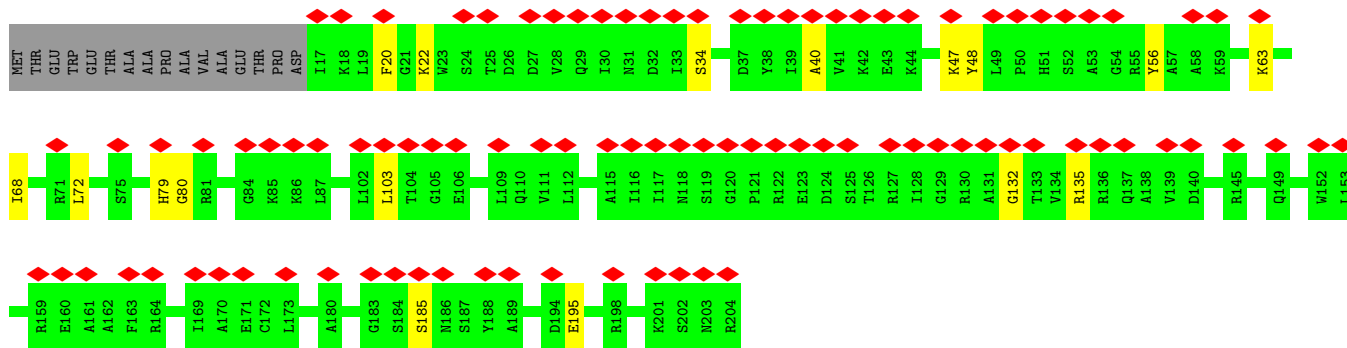 MET THR GLU TRP GLU THR ALA ALA PRO ALA VAL ALA GLU THR PRO ASP I17 K18 L19 F20 G21 K22 W23 S24 T25 D26 D27 V28 Q29 I30 N31 D32 I33 S34 D37 Y38 I39 A40 V41 K42 E43 K44 K47 Y48 L49 P50 H51 S52 A53 G54 R55 Y56 A57 A58 K59 K63
I68 R71 L72 S75 H79 G80 R81 G84 K85 K86 L87 L102 L103 T104 G105 E106 L109 Q110 V111 L112 A115 I116 I117 N118 S119 G120 P121 R122 E123 D124 S125 T126 R127 I128 G129 R130 A131 G132 T133 V134 R135 R136 Q137 A138 V139 D140 R145 Q149 W152
R159 E160 A161 A162 F163 R164 I169 A170 E171 C172 L173 A180 G183 S184 S185 N186 S187 Y188 A189 D194 E195 R198 K201 S202 N203 R204